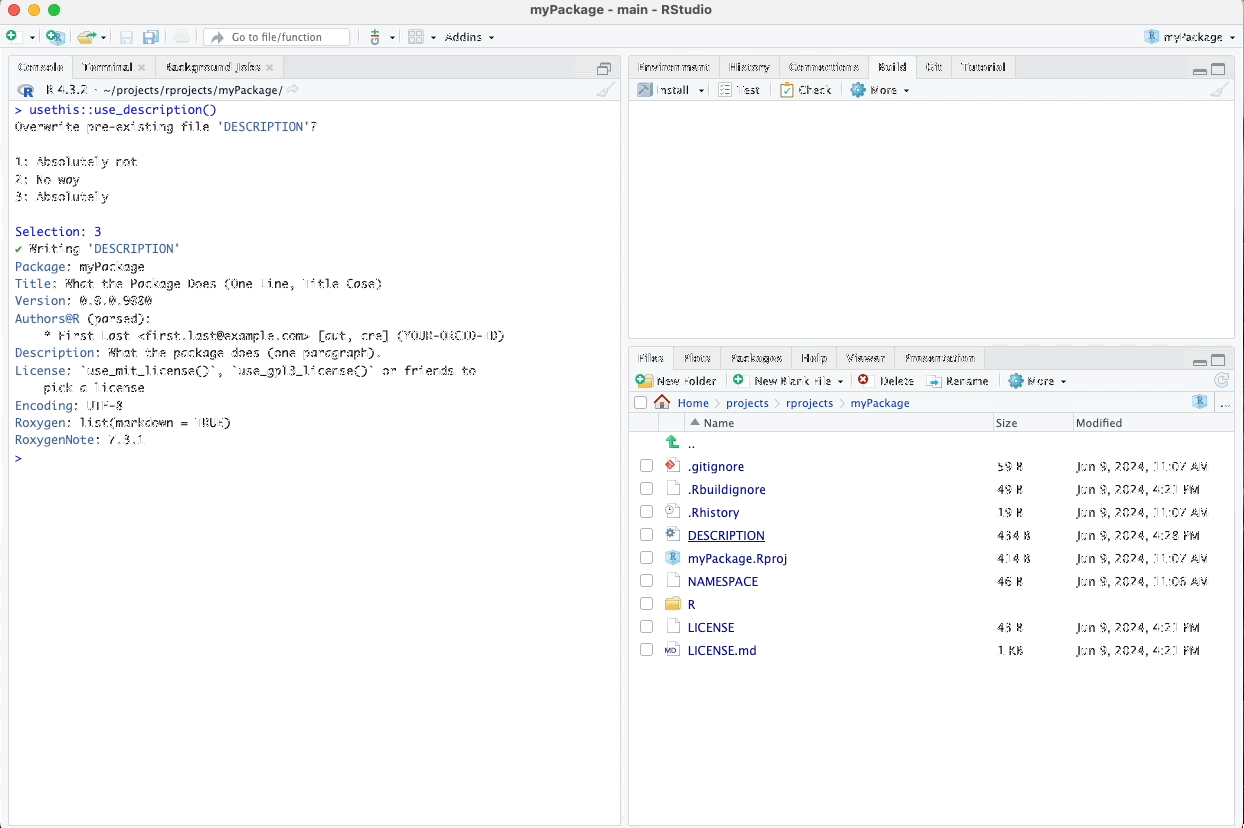 myPackage - main - RStudio
Go to file/function
Addins
myPackage
Console
Terminal
Background Jobs
R 4.3.2 · ~/projects/rprojects/myPackage/
> usethis::use_description()
Overwrite pre-existing file 'DESCRIPTION'?
1: Absolutely not
2: No way
3: Absolutely
Selection: 3
✔ Writing 'DESCRIPTION'
Package: myPackage
Title: What the Package Does (One Line, Title Case)
Version: 0.0.0.9000
Authors@R (parsed):
* First Last <first.last@example.com> [aut, cre] (YOUR-ORCID-ID)
Description: What the package does (one paragraph).
License: `use_mit_license()`, `use_gpl3_license()` or friends to
pick a license
Encoding: UTF-8
Roxygen: list(markdown = TRUE)
RoxygenNote: 7.3.1
>
Environment
History
Connections
Build
Git
Tutorial
Install
Test
Check
More
Files
Plots
Packages
Help
Viewer
Presentation
New Folder
New Blank File
Delete
Rename
More
Home
projects
rprojects
myPackage
R
...
Name
Size
Modified
..
.gitignore 59 B Jun 9, 2024, 11:07 AM
.Rbuildignore 49 B Jun 9, 2024, 4:21 PM
.Rhistory 19 B Jun 9, 2024, 11:07 AM
DESCRIPTION 434 B Jun 9, 2024, 4:28 PM
myPackage.Rproj 414 B Jun 9, 2024, 11:07 AM
NAMESPACE 46 B Jun 9, 2024, 11:06 AM
R
LICENSE 43 B Jun 9, 2024, 4:21 PM
LICENSE.md 1 KB Jun 9, 2024, 4:21 PM